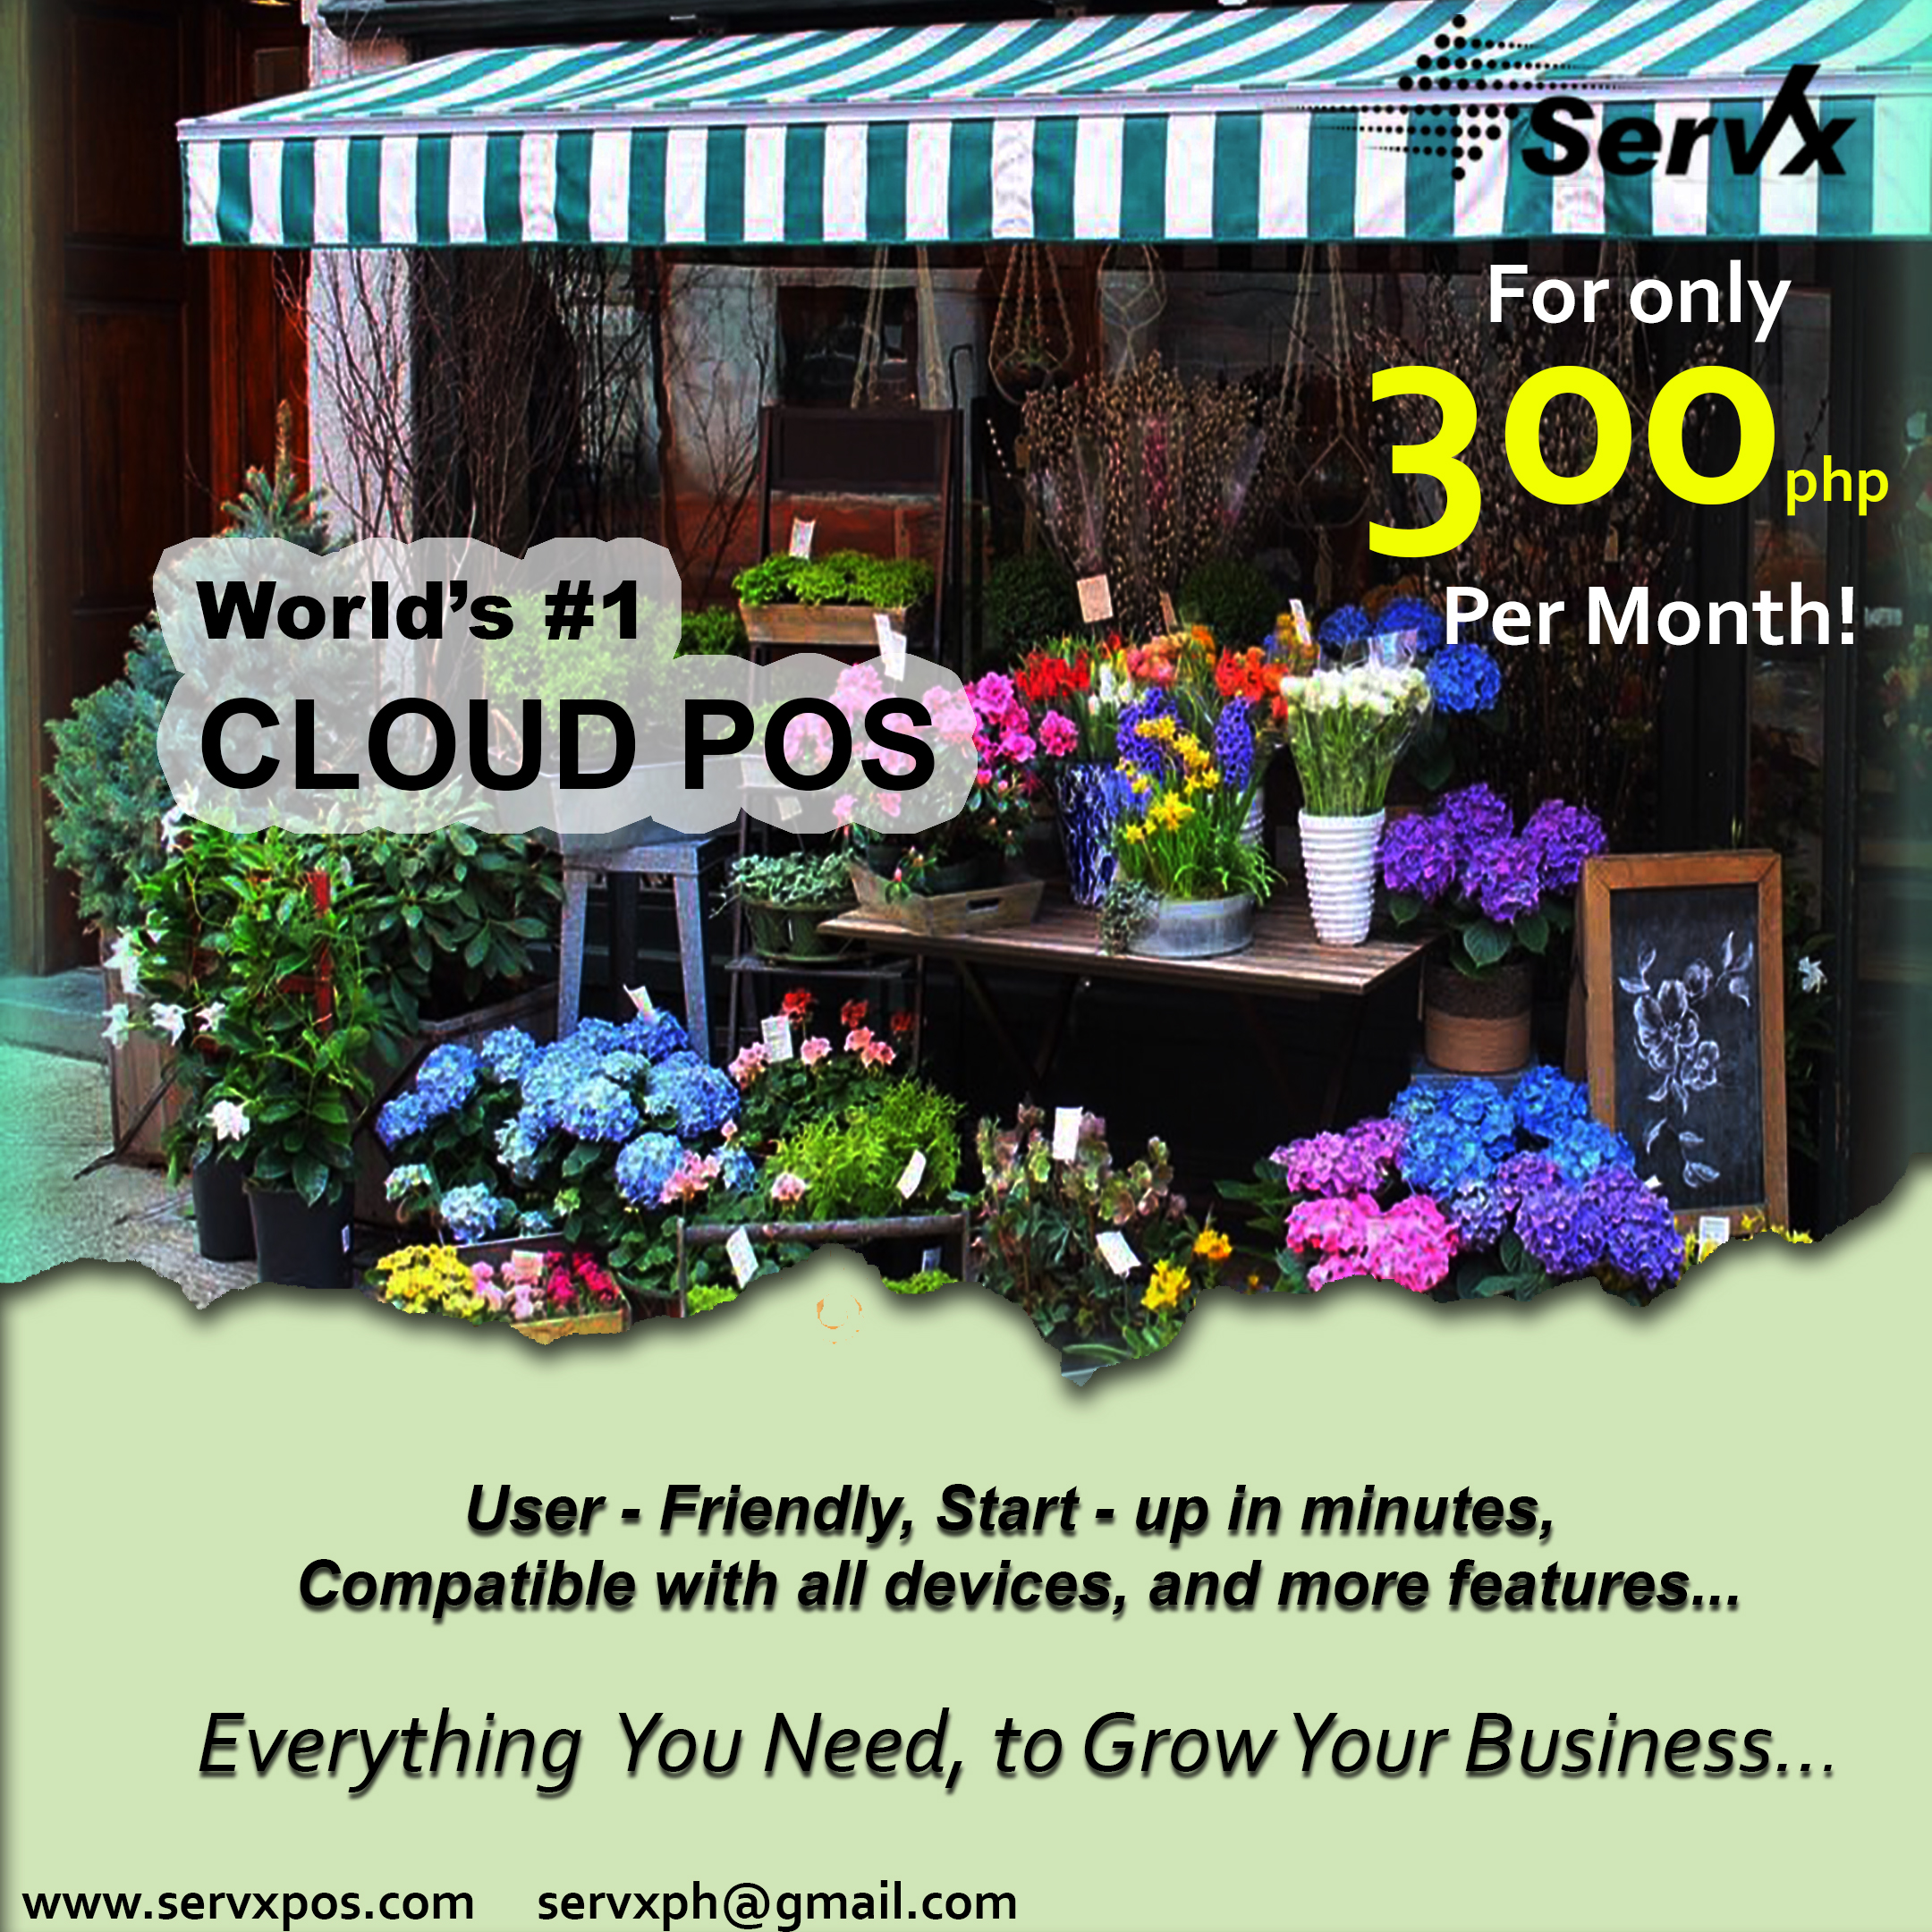 Servx
For only
300 php
Per Month!
World's #1
CLOUD POS
User - Friendly, Start - up in minutes,
Compatible with all devices, and more features...
Everything You Need, to Grow Your Business...
www.servxpos.com servxph@gmail.com